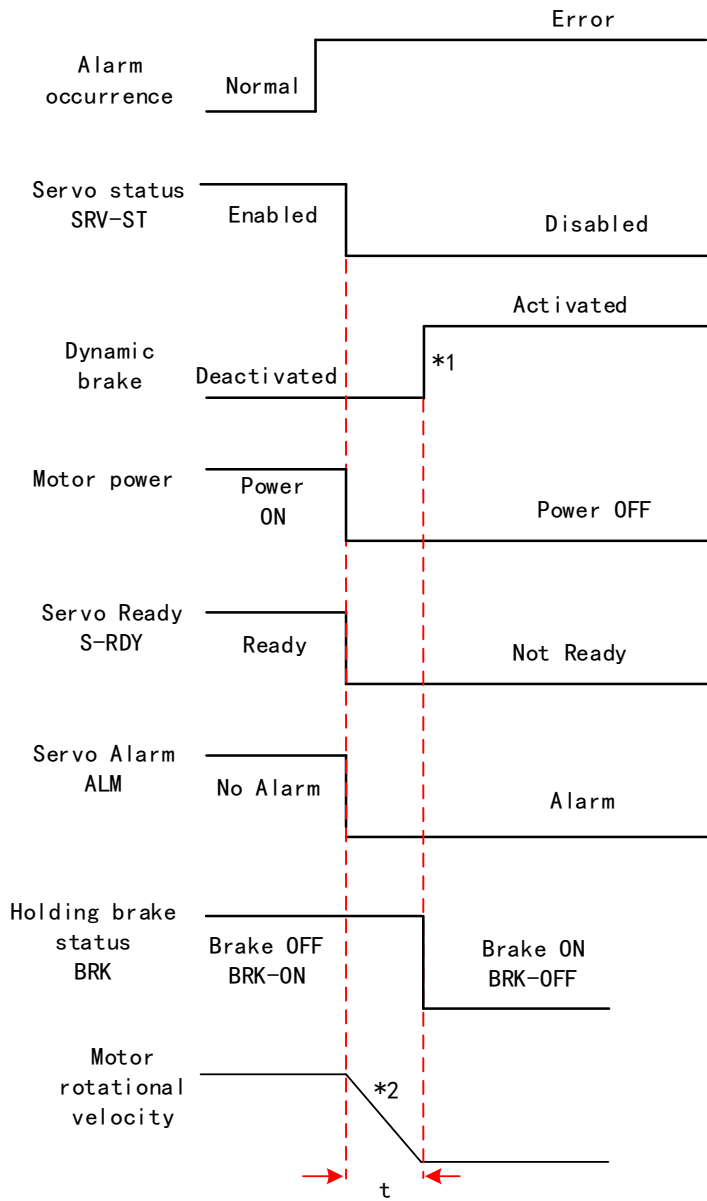 Error
Alarm
occurrence
Normal
Servo status
SRV-ST
Enabled
Disabled
Activated
Dynamic
brake
Deactivated
*1
Motor power
Power
ON
Power OFF
Servo Ready
S-RDY
Ready
Not Ready
Servo Alarm
ALM
No Alarm
Alarm
Holding brake
status
BRK
Brake OFF
BRK-ON
Brake ON
BRK-OFF
Motor
rotational
velocity
*2
t